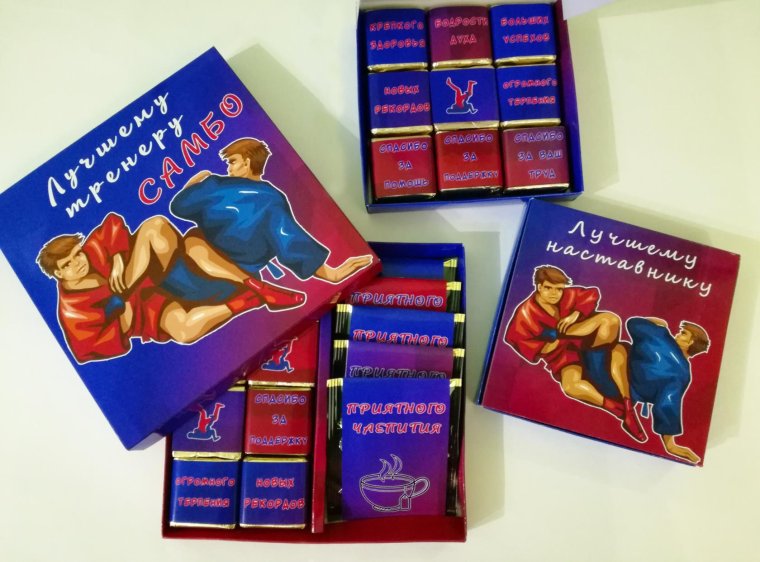 Лучшему
тренеру
САМБО
КРЕПКОГО
ЗДОРОВЬЯ
БОДРОСТИ
ДУХА
БОЛЬШИХ
УСПЕХОВ
НОВЫХ
РЕКОРДОВ
ОГРОМНОГО
ТЕРПЕНИЯ
СПАСИБО
ЗА
ПОМОЩЬ
СПАСИБО
ЗА
ПОДДЕРЖКУ
СПАСИБО
ЗА ВАШ
ТРУД
Лучшему
наставнику
ПРИЯТНОГО
ПРИЯТНОГО
ПРИЯТНОГО
ПРИЯТНОГО
ЧАЕПИТИЯ
СПАСИБО
ЗА
ПОДДЕРЖКУ
ОГРОМНОГО
ТЕРПЕНИЯ
НОВЫХ
РЕКОРДОВ